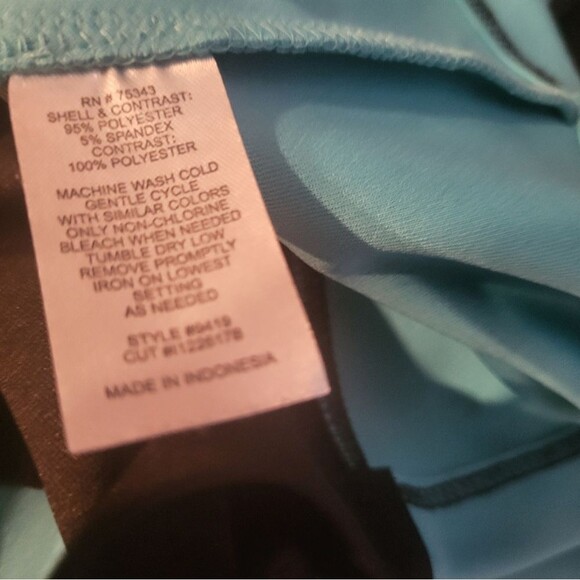 RN # 75343
SHELL & CONTRAST:
95% POLYESTER
5% SPANDEX
CONTRAST:
100% POLYESTER
MACHINE WASH COLD
GENTLE CYCLE
WITH SIMILAR COLORS
ONLY NON-CHLORINE
BLEACH WHEN NEEDED
TUMBLE DRY LOW
REMOVE PROMPTLY
IRON ON LOWEST
SETTING
AS NEEDED
STYLE #9419
CUT
MADE IN INDONESIA